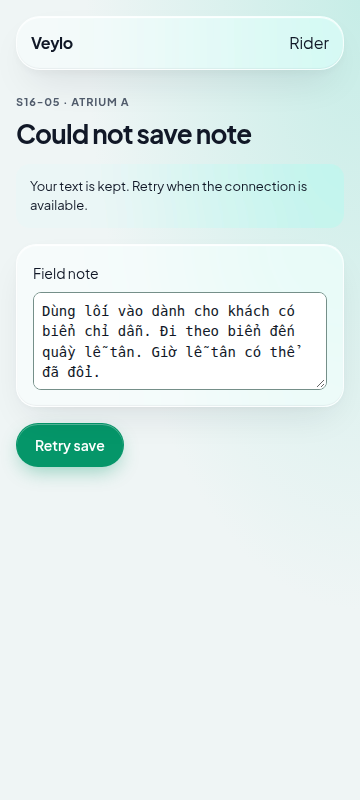 Veylo
Rider
S16-05 · ATRIUM A
Could not save note
Your text is kept. Retry when the connection is
available.
Field note
Dùng lối vào dành cho khách có
biển chỉ dẫn. Đi theo biển đến
quầy lễ tân. Giờ lễ tân có thể
đã đổi.
Retry save